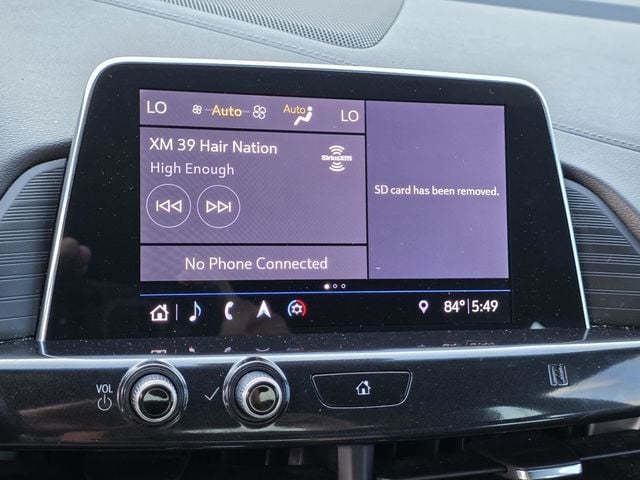 LO Auto Auto LO
XM 39 Hair Nation
High Enough
SiriusXM
SD card has been removed.
No Phone Connected
84° 5:49
VOL